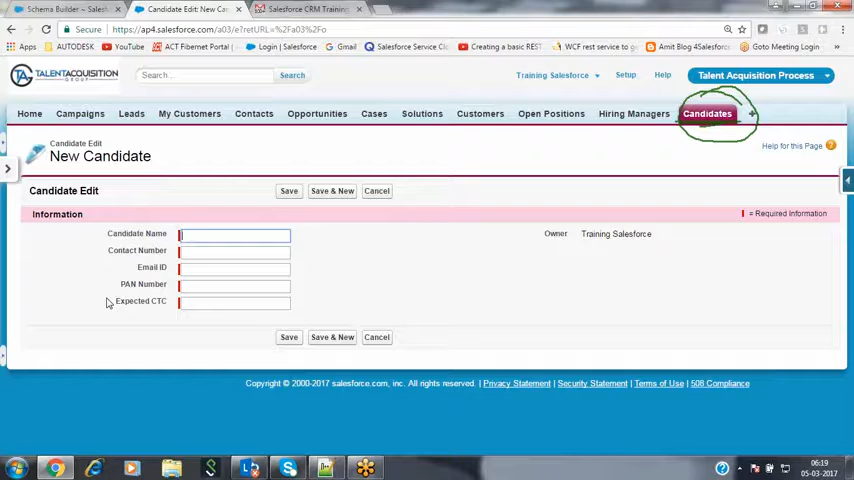 Schema Builder ~ Salesf
Candidate Edit: New Can
Salesforce CRM Training
Secure
https://ap4.salesforce.com/a03/e?retURL=%2Fa03%2Fo
Apps
AUTODESK
YouTube
ACT Fibernet Portal
Login | Salesforce
Salesforce Service Cl
Creating a basic REST
WCF rest service to g
Amit Blog 4Salesforc
Goto Meeting Login
TALENTACQUISITION
GROUP
Search...
Search
Training Salesforce
Setup
Help
Talent Acquisition Process
Home
Campaigns
Leads
My Customers
Contacts
Opportunities
Cases
Solutions
Customers
Open Positions
Hiring Managers
Candidates
+
Candidate Edit
New Candidate
Help for this Page
Candidate Edit
Save
Save & New
Cancel
Information
= Required Information
Candidate Name
Owner
Training Salesforce
Contact Number
Email ID
PAN Number
Expected CTC
Save
Save & New
Cancel
Copyright © 2000-2017 salesforce.com, inc. All rights reserved. | Privacy Statement | Security Statement | Terms of Use | 508 Compliance
06:19
05-03-2017